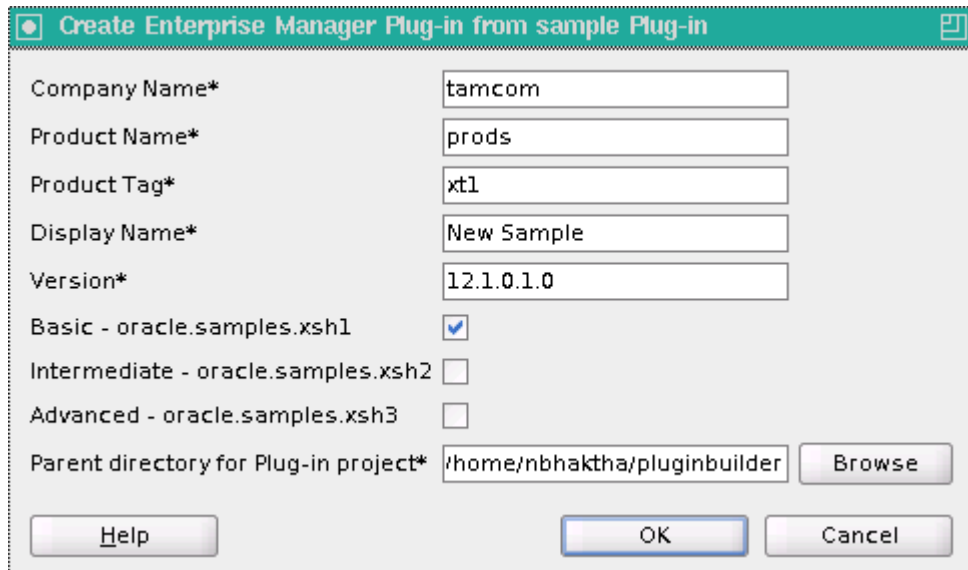 Create Enterprise Manager Plug-in from sample Plug-in
Company Name* tamcom
Product Name* prods
Product Tag* xtl
Display Name* New Sample
Version* 12.1.0.1.0
Basic - oracle.samples.xsh1
Intermediate - oracle.samples.xsh2
Advanced - oracle.samples.xsh3
Parent directory for Plug-in project* /home/nbhaktha/pluginbuilder Browse
Help OK Cancel